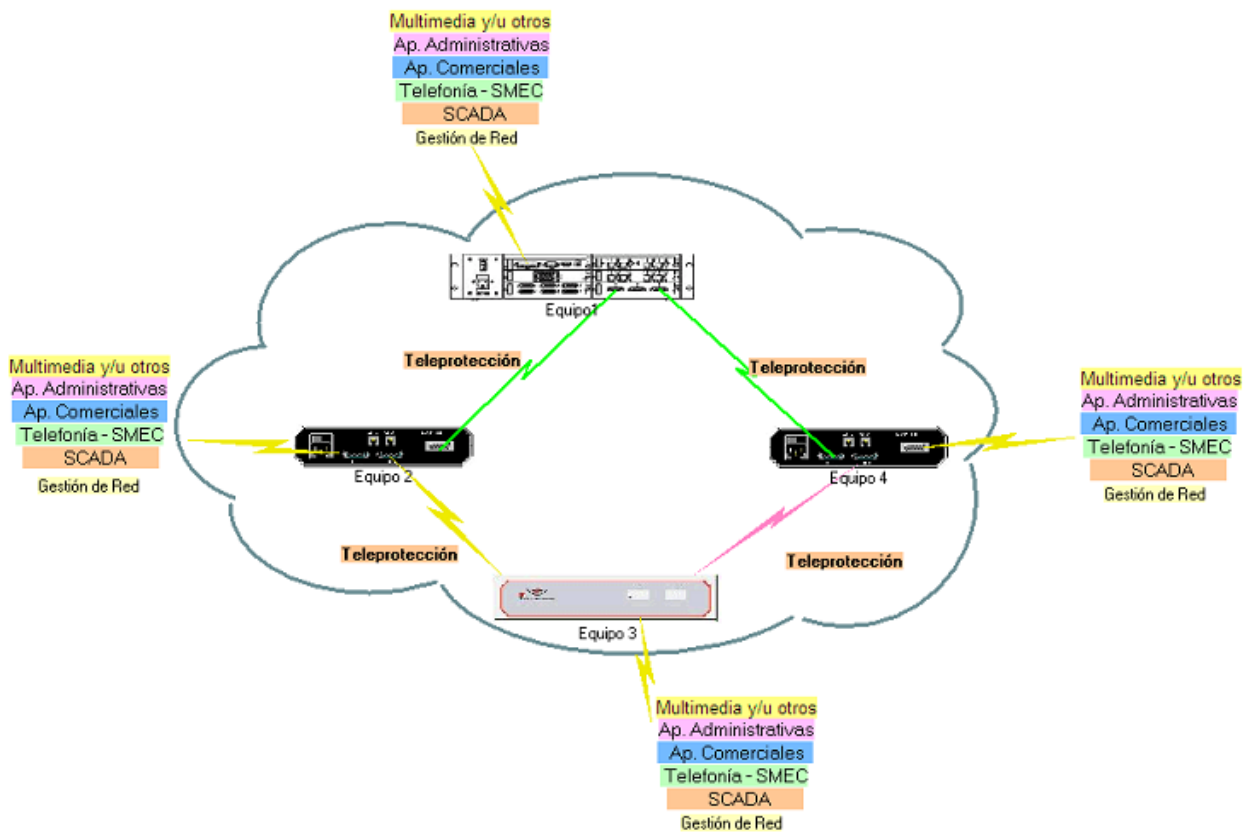 Multimedia y/u otros
Ap. Administrativas
Ap. Comerciales
Telefonía - SMEC
SCADA
Gestión de Red
Equipo1
Teleprotección
Teleprotección
Multimedia y/u otros
Ap. Administrativas
Ap. Comerciales
Telefonía - SMEC
SCADA
Gestión de Red
Multimedia y/u otros
Ap. Administrativas
Ap. Comerciales
Telefonía - SMEC
SCADA
Gestión de Red
Equipo 2
Equipo 4
Teleprotección
Teleprotección
Equipo 3
Multimedia y/u otros
Ap. Administrativas
Ap. Comerciales
Telefonía - SMEC
SCADA
Gestión de Red